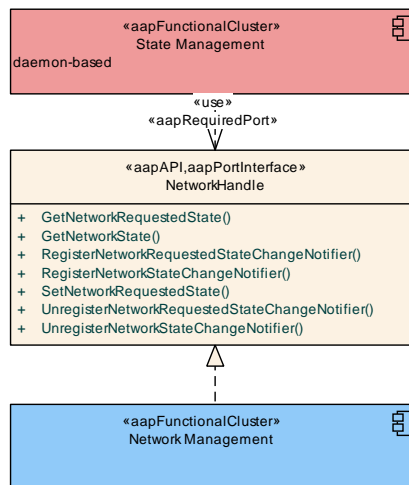 «aapFunctionalCluster»
State Management
daemon-based
«use»
«aapRequiredPort»
«aapAPI,aapPortInterface»
NetworkHandle
+ GetNetworkRequestedState()
+ GetNetworkState()
+ RegisterNetworkRequestedStateChangeNotifier()
+ RegisterNetworkStateChangeNotifier()
+ SetNetworkRequestedState()
+ UnregisterNetworkRequestedStateChangeNotifier()
+ UnregisterNetworkStateChangeNotifier()
«aapFunctionalCluster»
Network Management